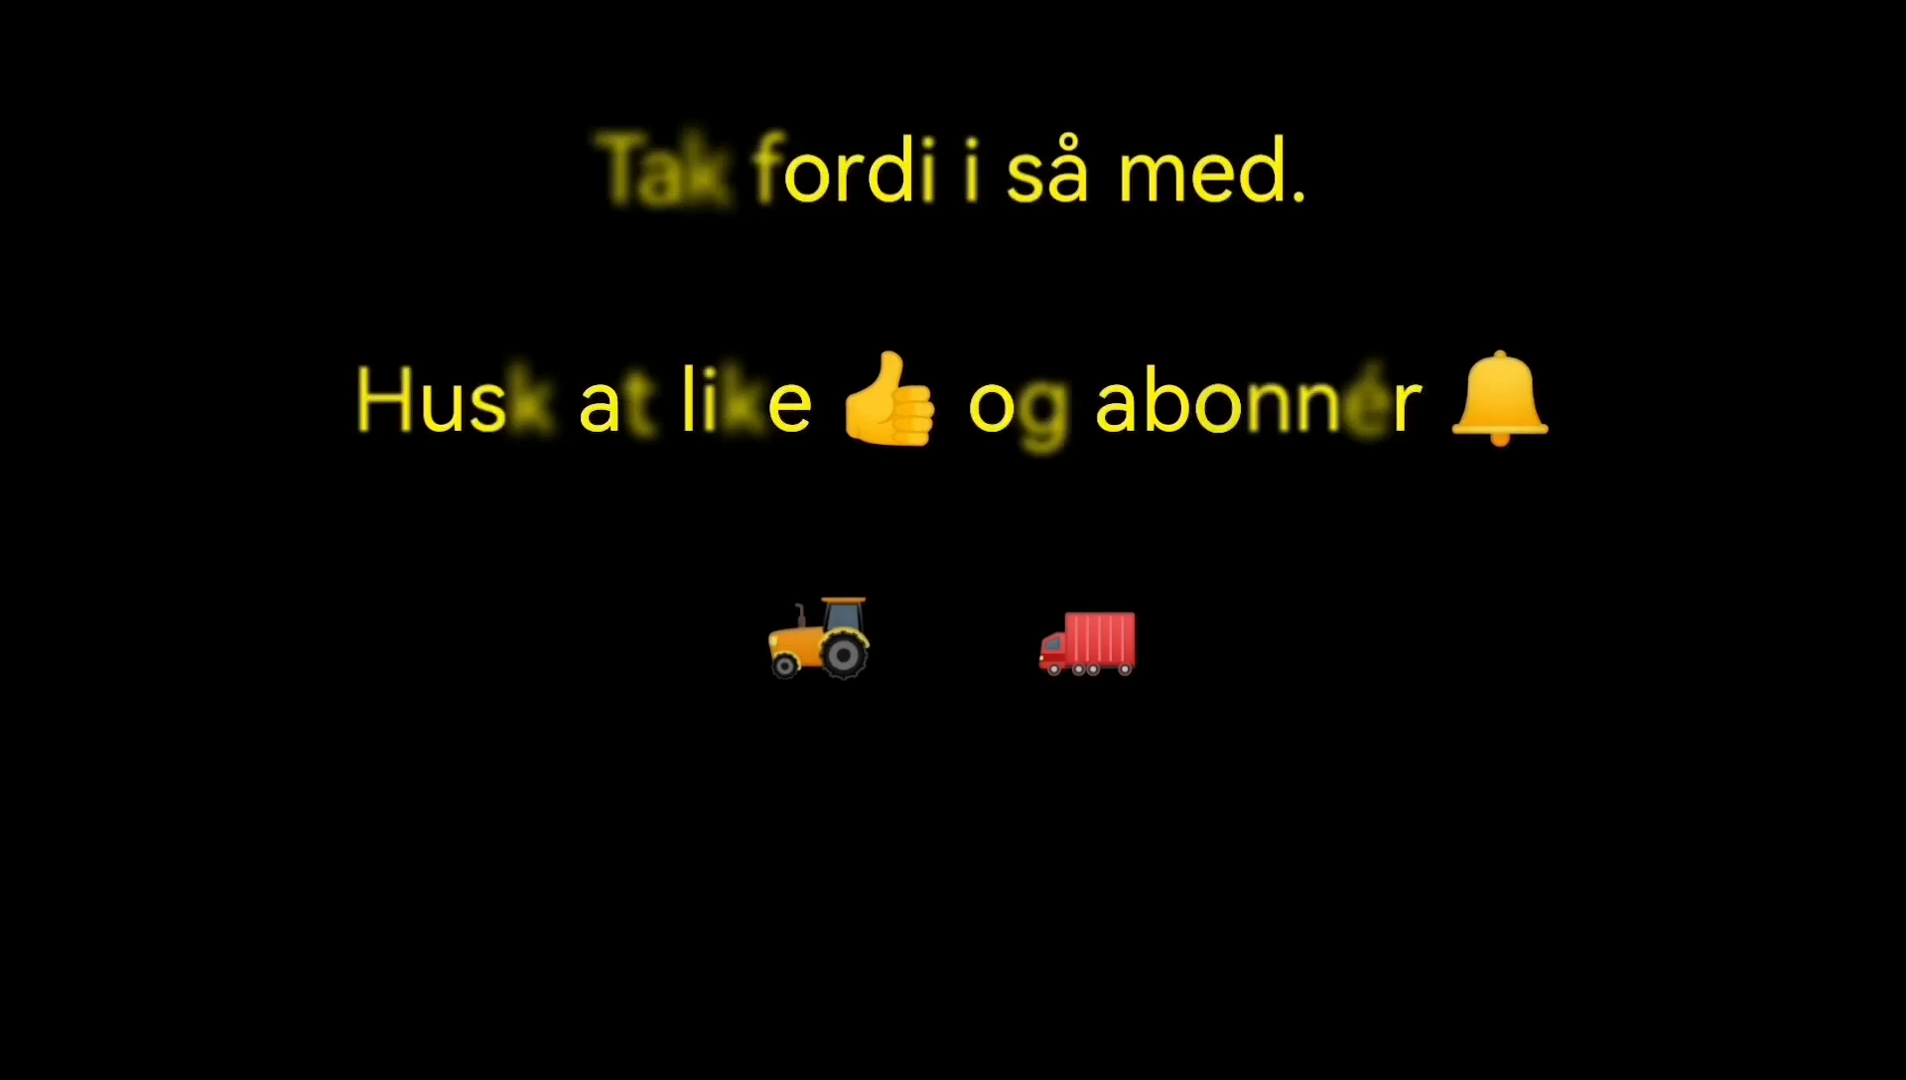 Tak fordi i så med.
Husk at like 👍 og abonnér 🔔
🚜 🚛